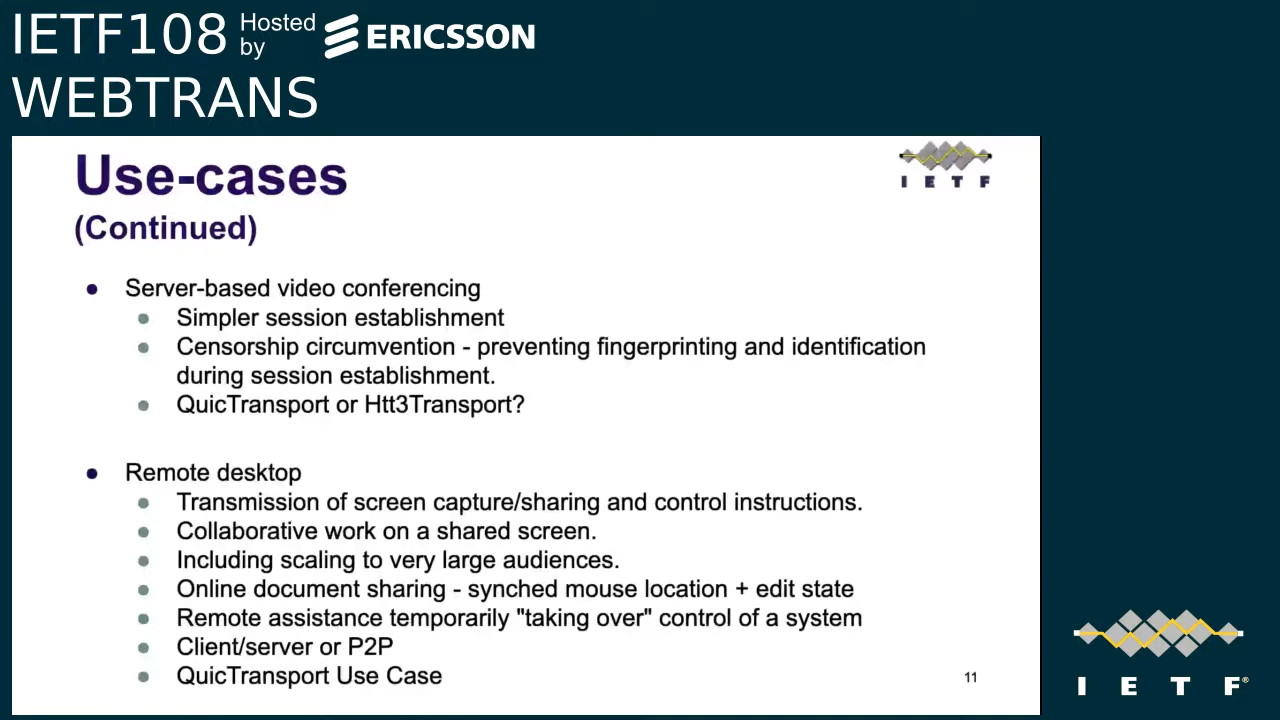 IETF108 Hosted by ERICSSON
WEBTRANS
Use-cases
(Continued)
I E T F
● Server-based video conferencing
● Simpler session establishment
● Censorship circumvention - preventing fingerprinting and identification
during session establishment.
● QuicTransport or Htt3Transport?
● Remote desktop
● Transmission of screen capture/sharing and control instructions.
● Collaborative work on a shared screen.
● Including scaling to very large audiences.
● Online document sharing - synched mouse location + edit state
● Remote assistance temporarily "taking over" control of a system
● Client/server or P2P
● QuicTransport Use Case
11
I E T F®